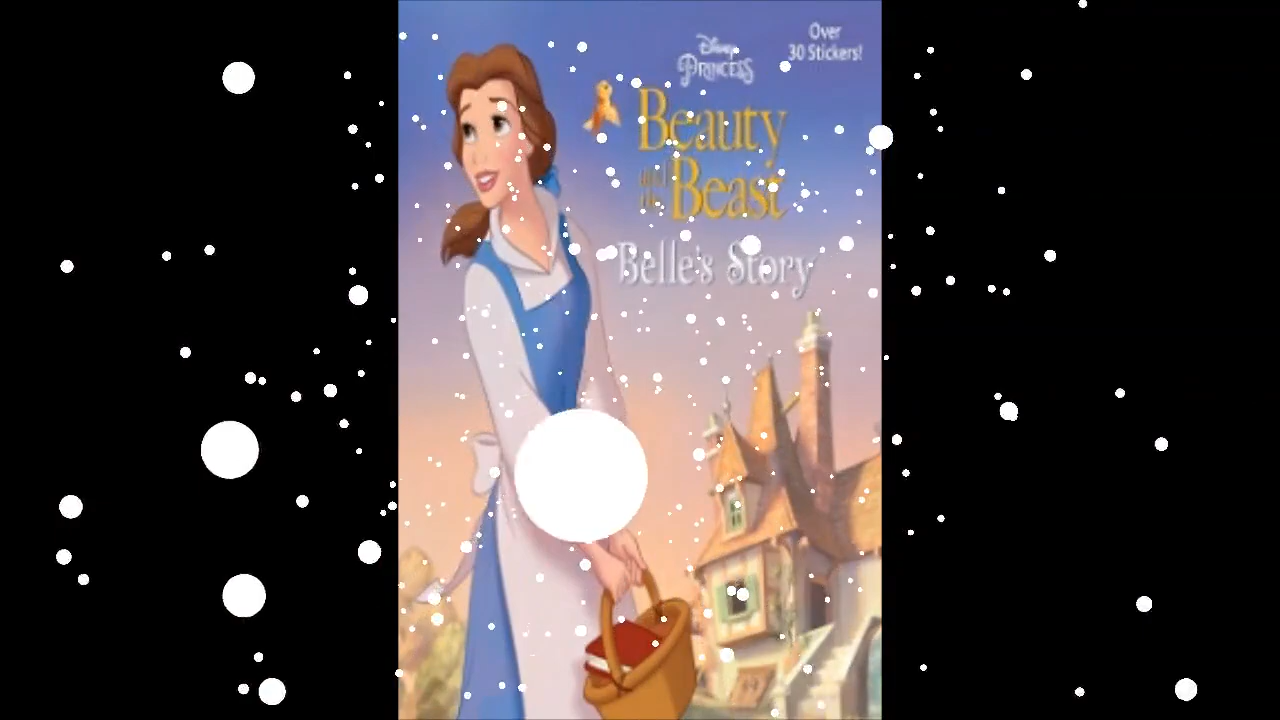 Over
30 Stickers!
Disney
PRINCESS
Beauty
and the
Beast
Belle's Story